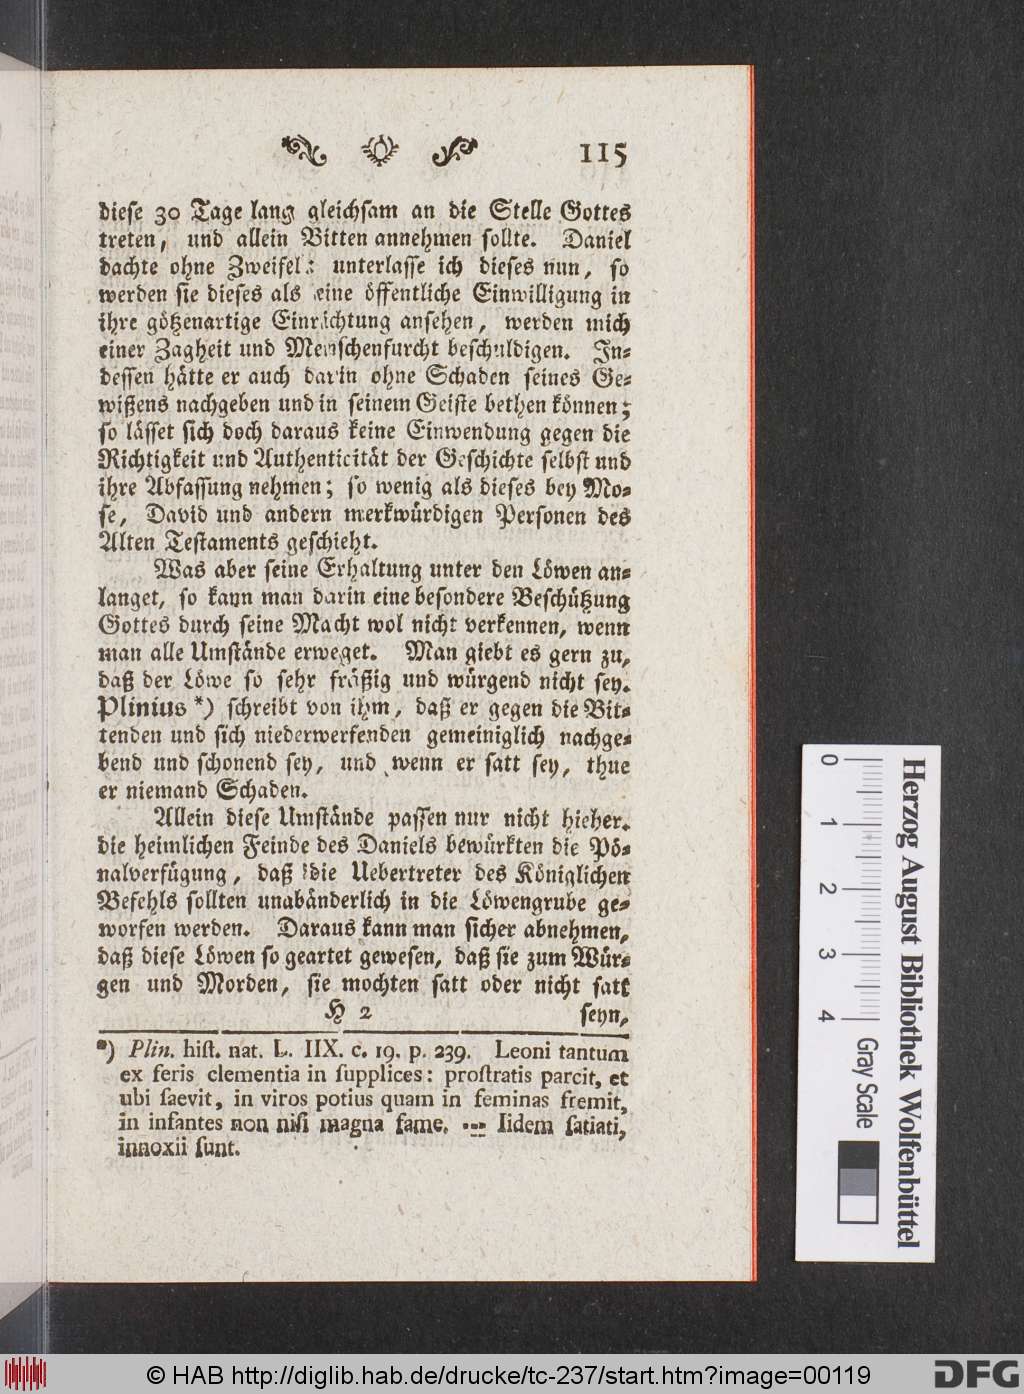 115
diese 30 Tage lang gleichsam an die Stelle Gottes
treten, und allein Bitten annehmen sollte. Daniel
dachte ohne Zweifel: unterlasse ich dieses nun, so
werden sie dieses als eine öffentliche Einwilligung in
ihre götzenartige Einrichtung ansehen, werden mich
einer Zagheit und Menschenfurcht beschuldigen. In-
dessen hätte er auch darin ohne Schaden seines Ge-
wißens nachgeben und in seinem Geiste bethen können;
so lässet sich doch daraus keine Einwendung gegen die
Richtigkeit und Authenticität der Geschichte selbst und
ihre Abfassung nehmen; so wenig als dieses bey Mo-
se, David und andern merkwürdigen Personen des
Alten Testaments geschieht.
Was aber seine Erhaltung unter den Löwen an-
langet, so kann man darin eine besondere Beschützung
Gottes durch seine Macht wol nicht verkennen, wenn
man alle Umstände erweget. Man giebt es gern zu,
daß der Löwe so sehr fräßig und würgend nicht sey.
Plinius *) schreibt von ihm, daß er gegen die Bit-
tenden und sich niederwerfenden gemeiniglich nachge-
bend und schonend sey, und wenn er satt sey, thue
er niemand Schaden.
Allein diese Umstände passen nur nicht hieher.
die heimlichen Feinde des Daniels bewürkten die Pö-
nalverfügung, daß die Uebertreter des Königlichen
Befehls sollten unabänderlich in die Löwengrube ge-
worfen werden. Daraus kann man sicher abnehmen,
daß diese Löwen so geartet gewesen, daß sie zum Wür-
gen und Morden, sie mochten satt oder nicht satt
H 2 seyn,
*) Plin. hist. nat. L. IIX. c. 19. p. 239. Leoni tantum
ex feris clementia in supplices: prostratis parcit, et
ubi saevit, in viros potius quam in feminas fremit,
in infantes non nisi magna fame. --- Iidem satiati,
innoxii sunt.
0 1 2 3 4
Gray Scale
Herzog August Bibliothek Wolfenbüttel
© HAB http://diglib.hab.de/drucke/tc-237/start.htm?image=00119
DFG